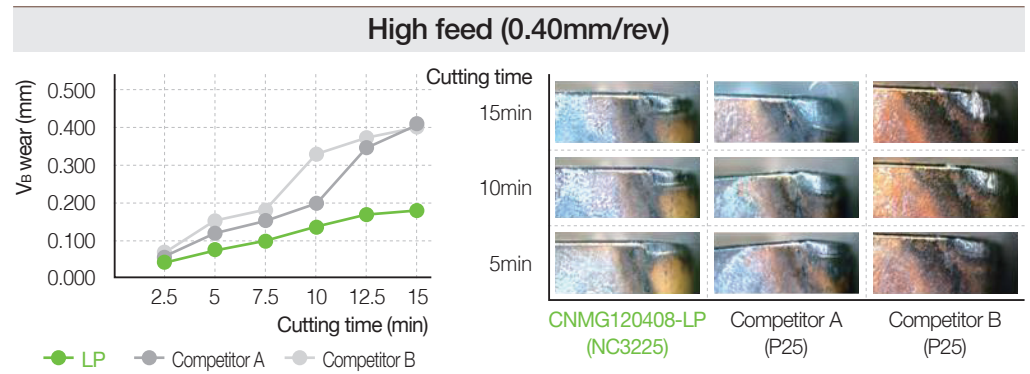 High feed (0.40mm/rev)
VB wear (mm)
0.500
0.400
0.300
0.200
0.100
0.000
2.5 5 7.5 10 12.5 15
Cutting time (min)
LP Competitor A Competitor B
Cutting time
15min
10min
5min
CNMG120408-LP
(NC3225)
Competitor A
(P25)
Competitor B
(P25)